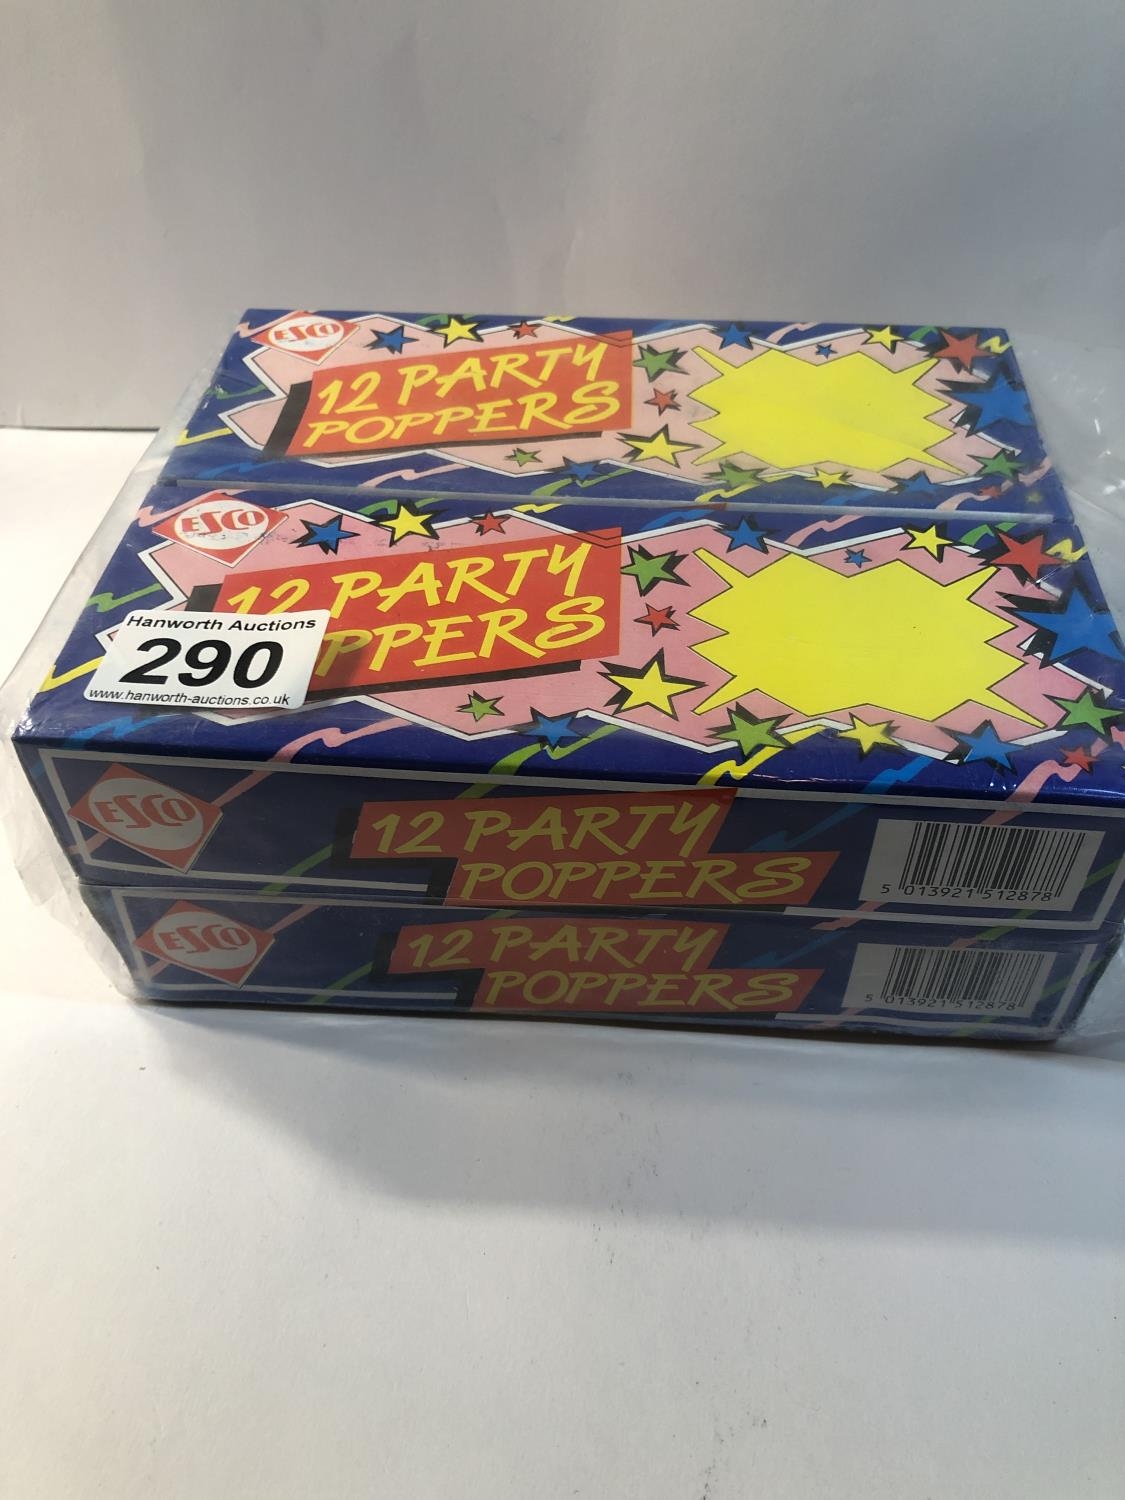 ESCO
12 PARTY
POPPERS
ESCO
12 PARTY
PPERS
Hanworth Auctions
290
www.hanworth-auctions.co.uk
ESCO
12 PARTY
POPPERS
5 013921 512878
ESCO
12 PARTY
POPPERS
5 013921 512878